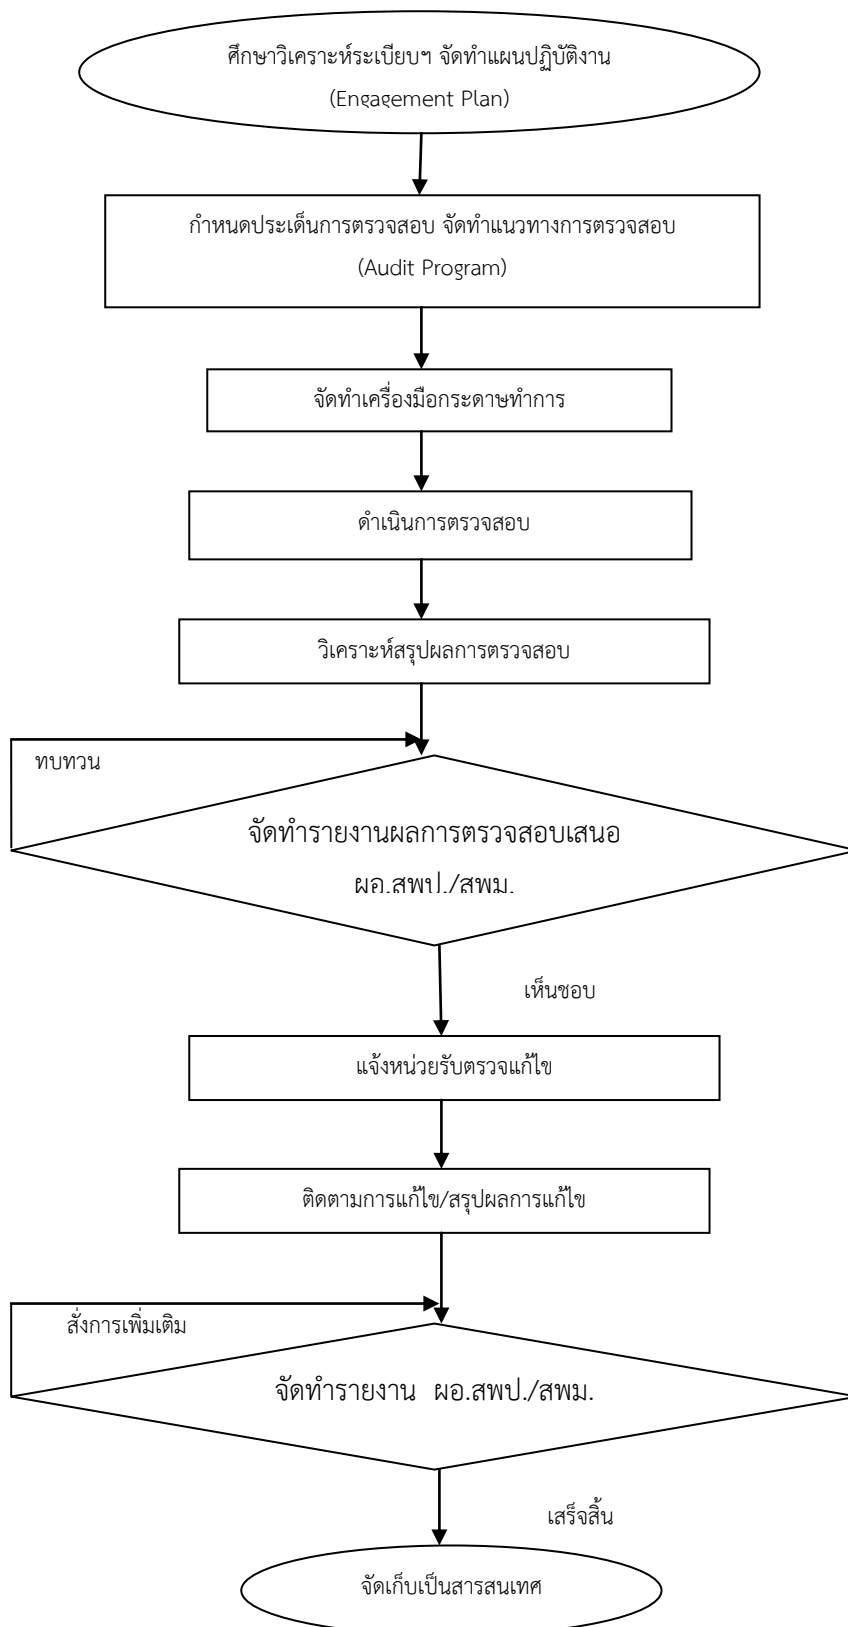 ศึกษาวิเคราะห์ระเบียบฯ จัดทำแผนปฏิบัติงาน
(Engagement Plan)
กำหนดประเด็นการตรวจสอบ จัดทำแนวทางการตรวจสอบ
(Audit Program)
จัดทำเครื่องมือกระดาษทำการ
ดำเนินการตรวจสอบ
วิเคราะห์สรุปผลการตรวจสอบ
ทบทวน
จัดทำรายงานผลการตรวจสอบเสนอ
ผอ.สพป./สพม.
เห็นชอบ
แจ้งหน่วยรับตรวจแก้ไข
ติดตามการแก้ไข/สรุปผลการแก้ไข
สั่งการเพิ่มเติม
จัดทำรายงาน ผอ.สพป./สพม.
เสร็จสิ้น
จัดเก็บเป็นสารสนเทศ